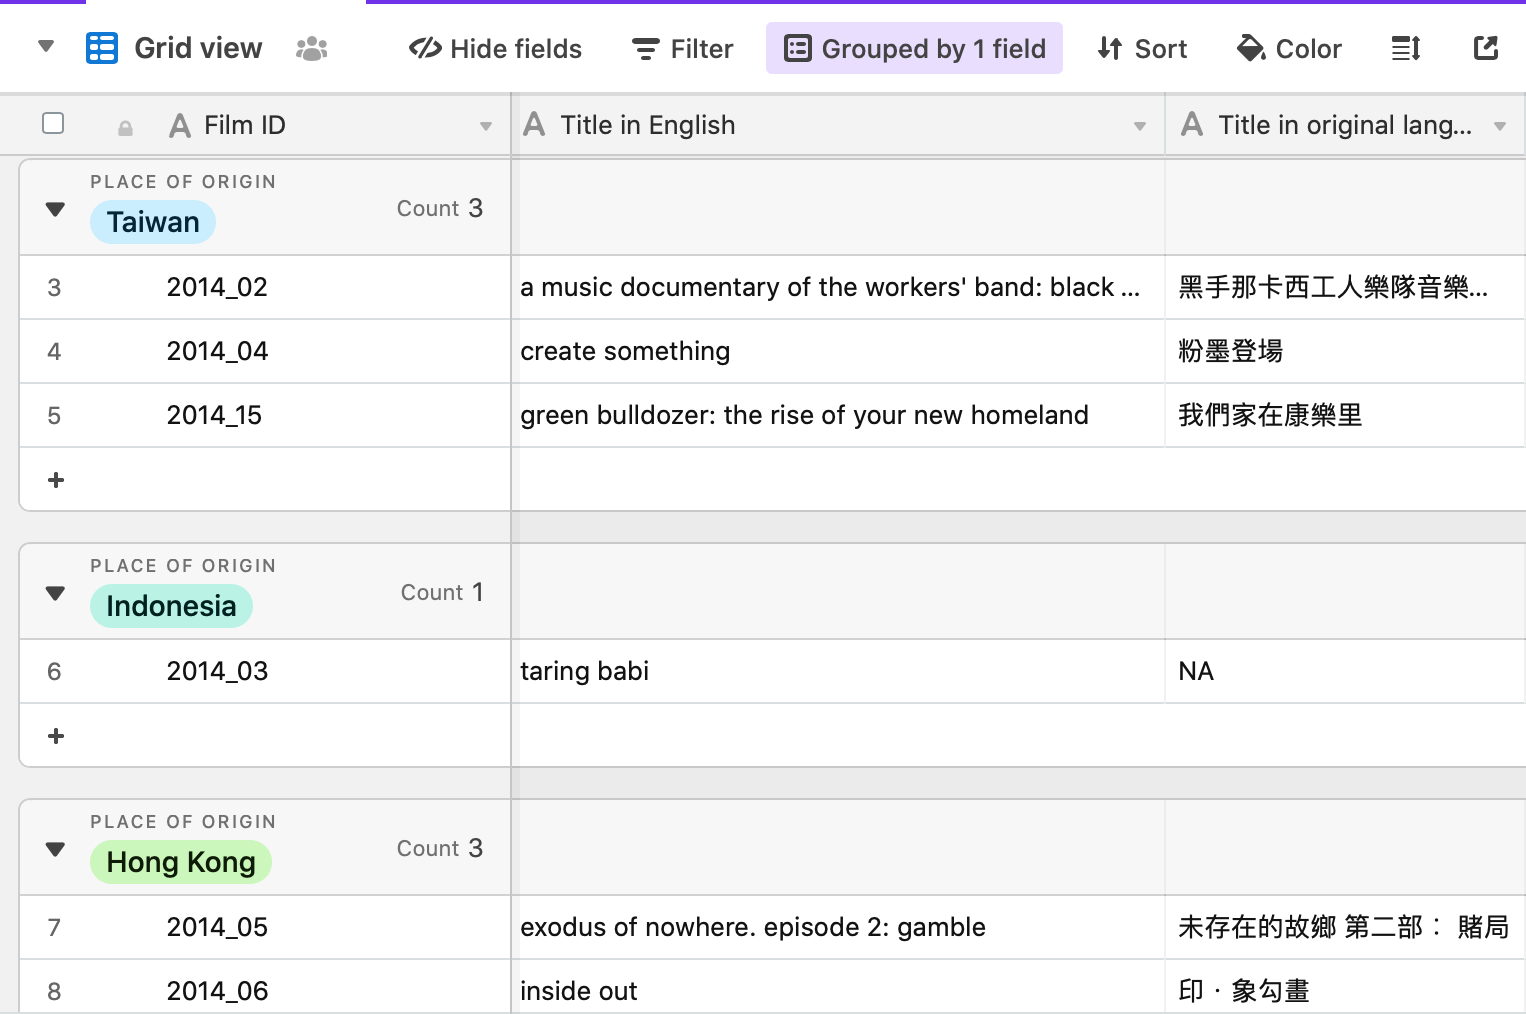 Grid view Hide fields Filter Grouped by 1 field Sort Color
Film ID Title in English Title in original lang...
PLACE OF ORIGIN
Taiwan Count 3
3 2014_02 a music documentary of the workers' band: black ... 黑手那卡西工人樂隊音樂...
4 2014_04 create something 粉墨登場
5 2014_15 green bulldozer: the rise of your new homeland 我們家在康樂里
+
PLACE OF ORIGIN
Indonesia Count 1
6 2014_03 taring babi NA
+
PLACE OF ORIGIN
Hong Kong Count 3
7 2014_05 exodus of nowhere. episode 2: gamble 未存在的故鄉 第二部： 賭局
8 2014_06 inside out 印‧象勾畫